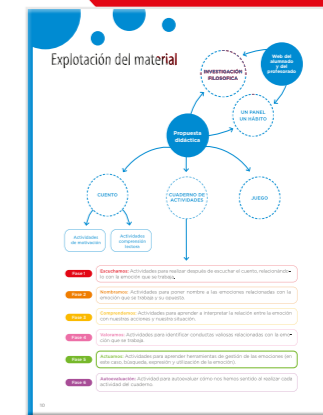 Explotación del material
Web del
alumnado
y del
profesorado
INVESTIGACIÓN
FILOSÓFICA
UN PANEL
UN HÁBITO
Propuesta
didáctica
CUENTO
CUADERNO DE
ACTIVIDADES
JUEGO
Actividades
de motivación
Actividades
comprensión
lectora
Fase 1 Escuchamos: Actividades para realizar después de escuchar el cuento, relacionándo-
lo con la emoción que se trabaja.
Fase 2 Nombramos: Actividades para poner nombre a las emociones relacionadas con la
emoción que se trabaja y su opuesta.
Fase 3 Comprendemos: Actividades para aprender a interpretar la relación entre la emoción
con nuestras acciones y nuestra situación.
Fase 4 Valoramos: Actividades para identificar conductas valiosas relacionadas con la emo-
ción que se trabaja.
Fase 5 Actuamos: Actividades para aprender herramientas de gestión de las emociones (en
este caso, búsqueda, expresión y utilización de la emoción).
Fase 6 Autoevaluación: Actividad para autoevaluar cómo nos hemos sentido al realizar cada
actividad del cuaderno.